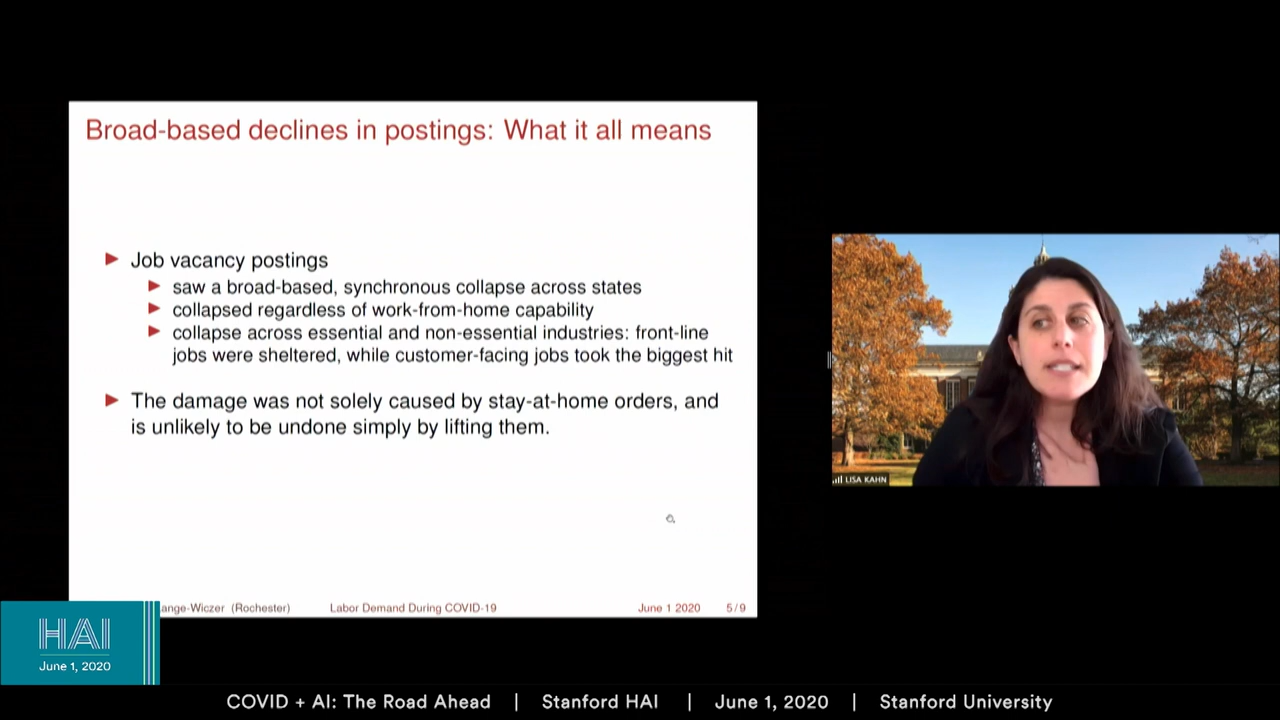 Broad-based declines in postings: What it all means
Job vacancy postings
saw a broad-based, synchronous collapse across states
collapsed regardless of work-from-home capability
collapse across essential and non-essential industries: front-line
jobs were sheltered, while customer-facing jobs took the biggest hit
The damage was not solely caused by stay-at-home orders, and
is unlikely to be undone simply by lifting them.
LISA KAHN
ange-Wiczer (Rochester) Labor Demand During COVID-19 June 1 2020 5/9
HAI
June 1, 2020
COVID + AI: The Road Ahead | Stanford HAI | June 1, 2020 | Stanford University